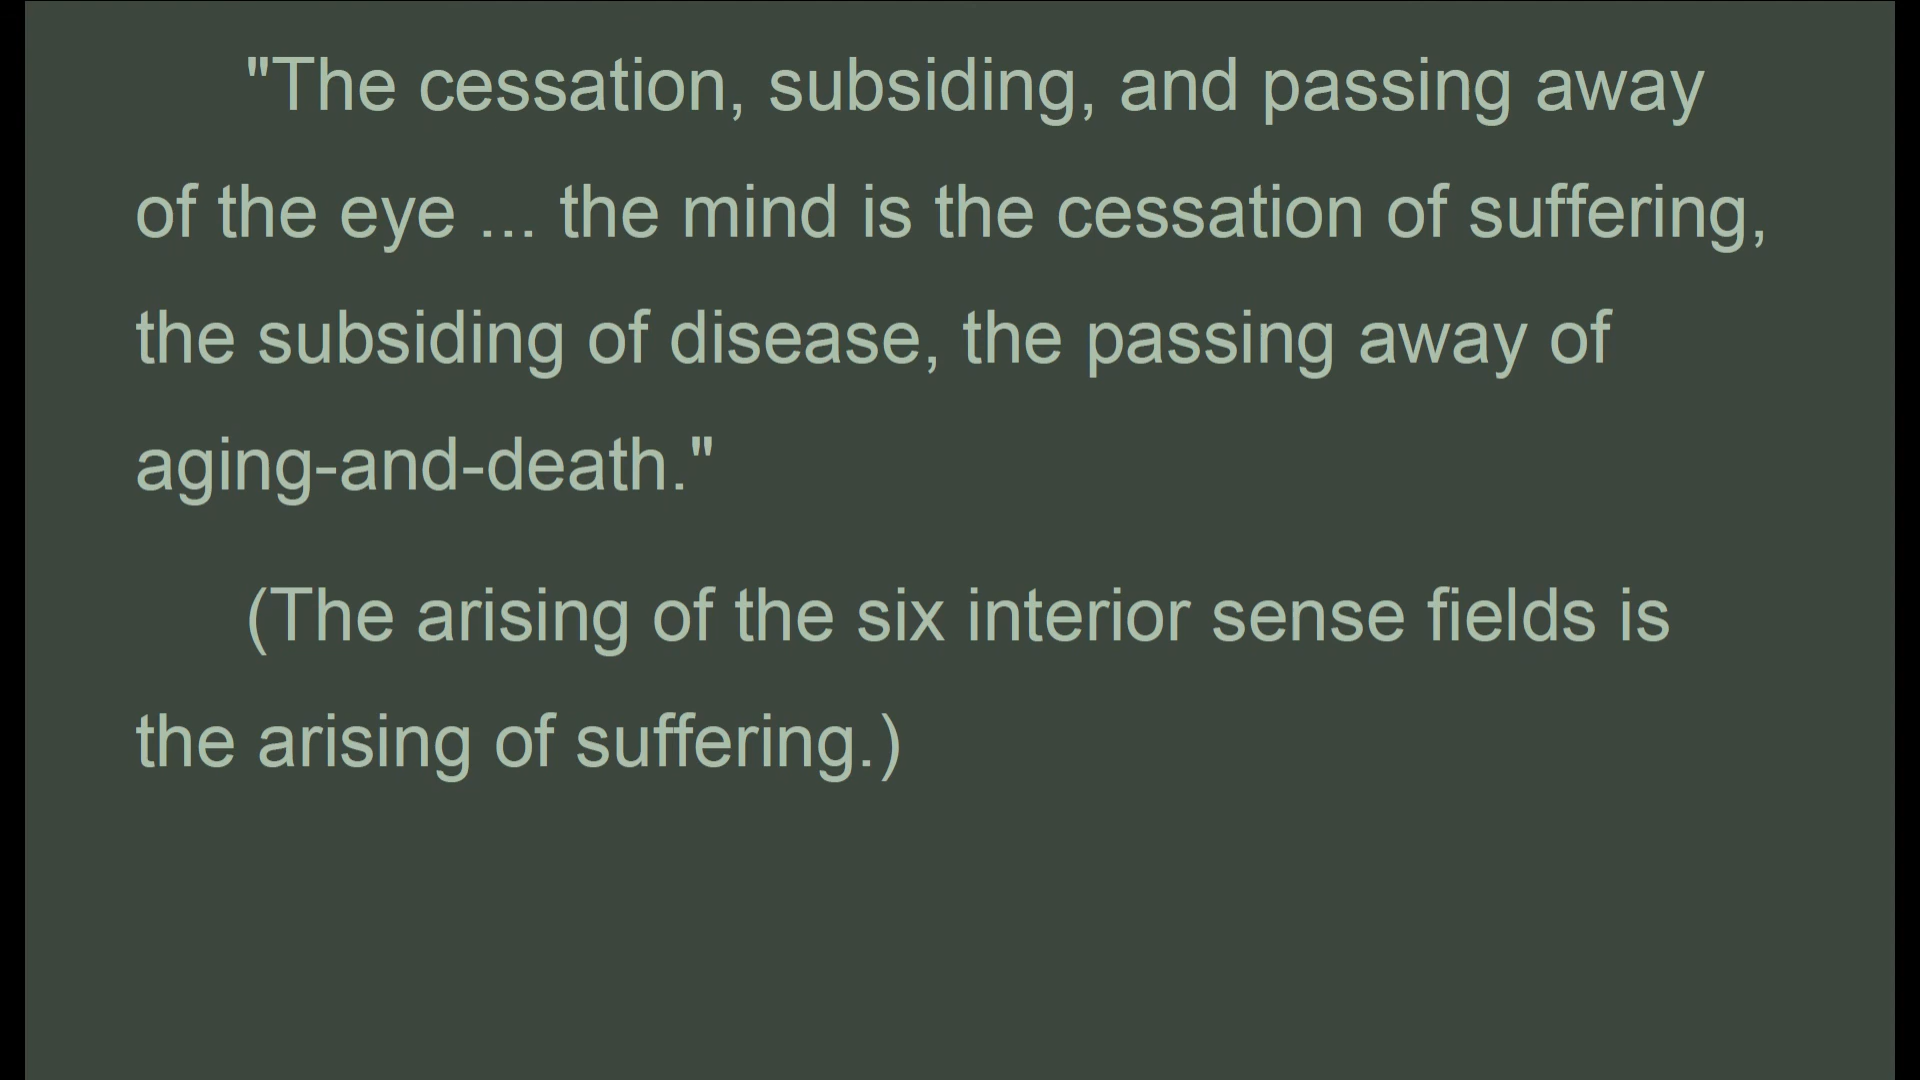 "The cessation, subsiding, and passing away
of the eye ... the mind is the cessation of suffering,
the subsiding of disease, the passing away of
aging-and-death."
(The arising of the six interior sense fields is
the arising of suffering.)